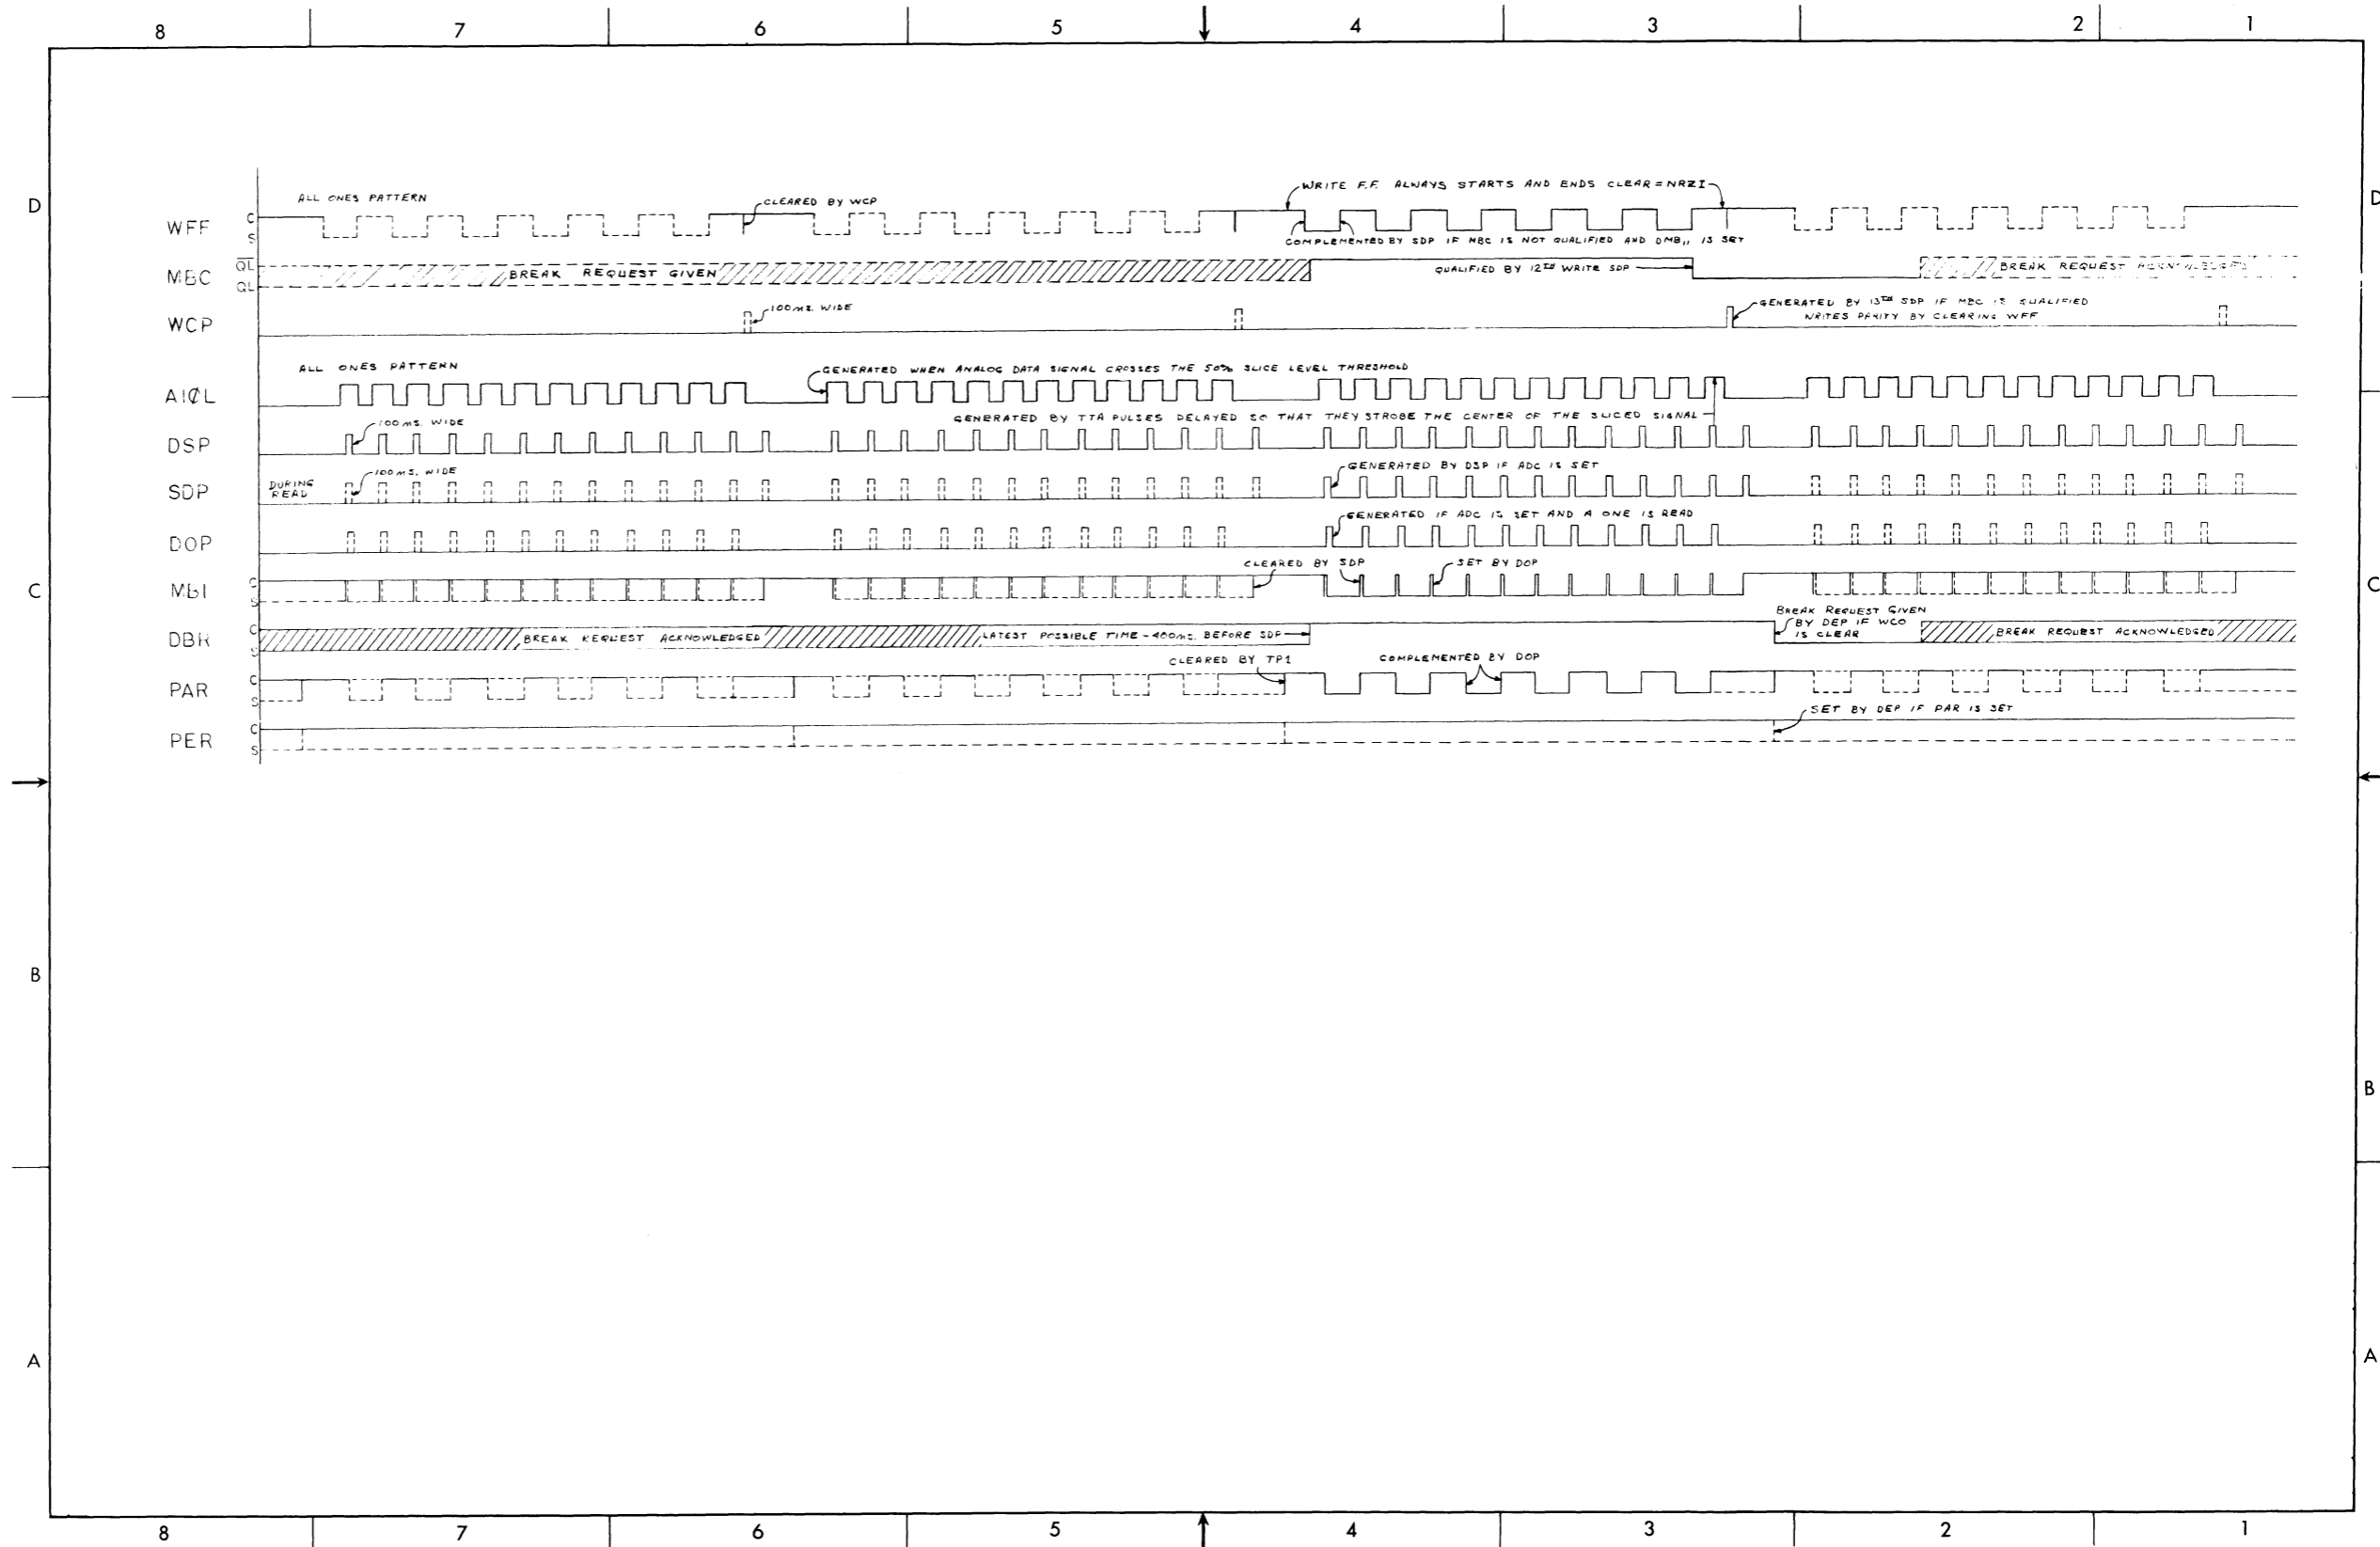 8 7 6 5 4 3 2 1
D D
ALL ONES PATTERN
CLEARED BY WCP
WRITE F.F. ALWAYS STARTS AND ENDS CLEAR = NRZI
WFF C
S
COMPLEMENTED BY SDP IF MBC IS NOT QUALIFIED AND DMB11 IS SET
MBC QL
QL
BREAK REQUEST GIVEN
QUALIFIED BY 12TH WRITE SDP
BREAK REQUEST ACKNOWLEDGED
WCP
100MS. WIDE
GENERATED BY 13TH SDP IF MBC IS QUALIFIED
WRITES PARITY BY CLEARING WFF
ALL ONES PATTERN
GENERATED WHEN ANALOG DATA SIGNAL CROSSES THE 50% SLICE LEVEL THRESHOLD
GENERATED BY TTA PULSES DELAYED SO THAT THEY STROBE THE CENTER OF THE SLICED SIGNAL
DSP
100MS. WIDE
SDP
DURING
READ
100MS. WIDE
GENERATED BY DSP IF ADC IS SET
DOP
GENERATED IF ADC IS SET AND A ONE IS READ
C C
C
S
CLEARED BY SDP
SET BY DOP
DBR C
S
BREAK REQUEST ACKNOWLEDGED
LATEST POSSIBLE TIME - 400MS. BEFORE SDP
BREAK REQUEST GIVEN
BY DEP IF WCO
IS CLEAR
BREAK REQUEST ACKNOWLEDGED
PAR C
S
CLEARED BY TP1
COMPLEMENTED BY DOP
PER C
S
SET BY DEP IF PAR IS SET
B B
A A
8 7 6 5 4 3 2 1